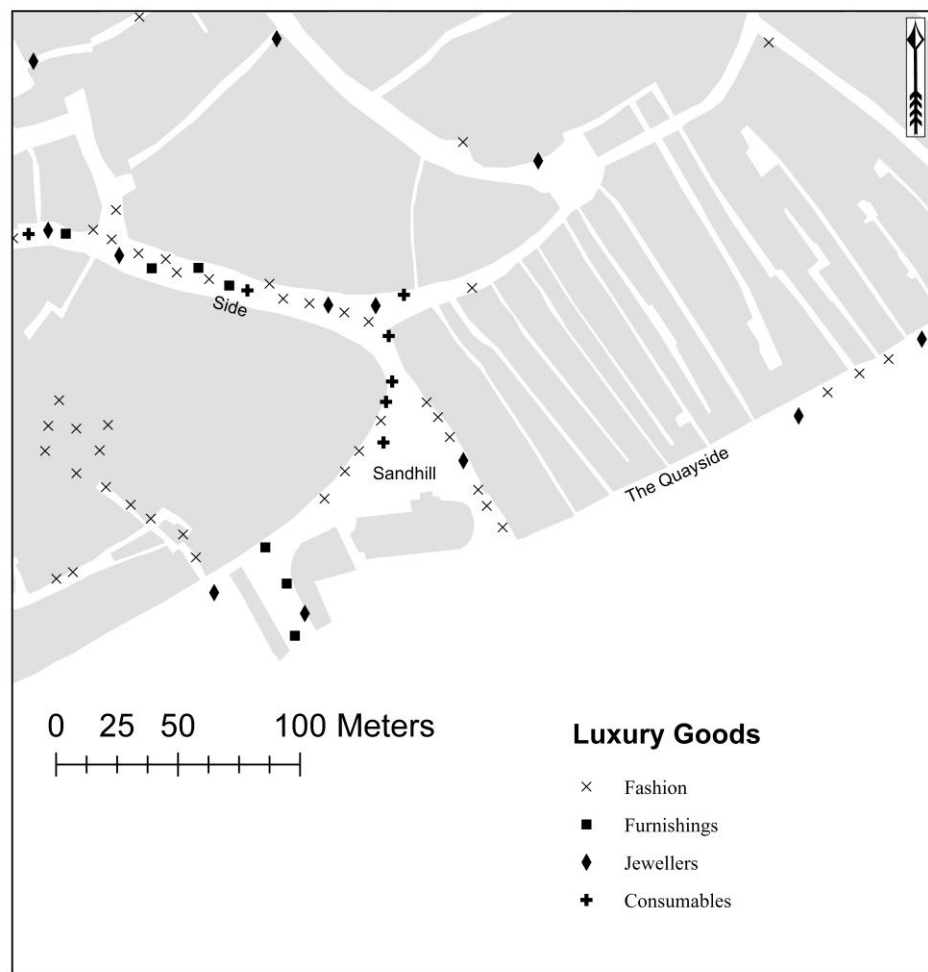 Side
Sandhill
The Quayside
0 25 50 100 Meters
Luxury Goods
Fashion
Furnishings
Jewellers
Consumables